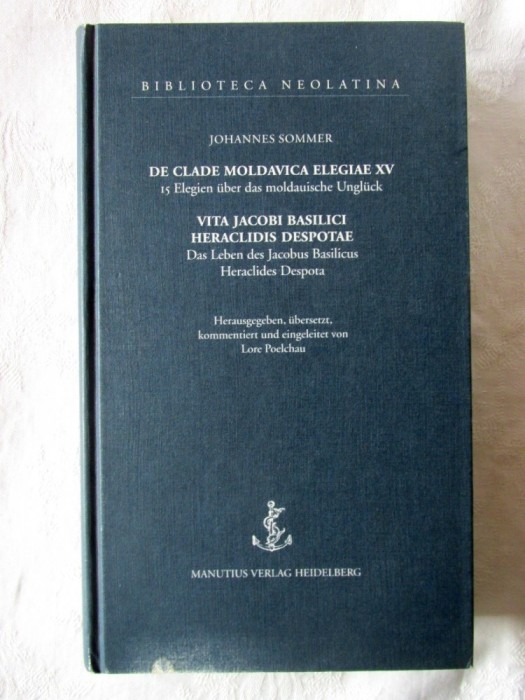 BIBLIOTECA NEOLATINA
JOHANNES SOMMER
DE CLADE MOLDAVICA ELEGIAE XV
15 Elegien über das moldauische Unglück
VITA JACOBI BASILICI
HERACLIDIS DESPOTAE
Das Leben des Jacobus Basilicus
Heraclides Despota
Herausgegeben, übersetzt,
kommentiert und eingeleitet von
Lore Poelchau
MANUTIUS VERLAG HEIDELBERG